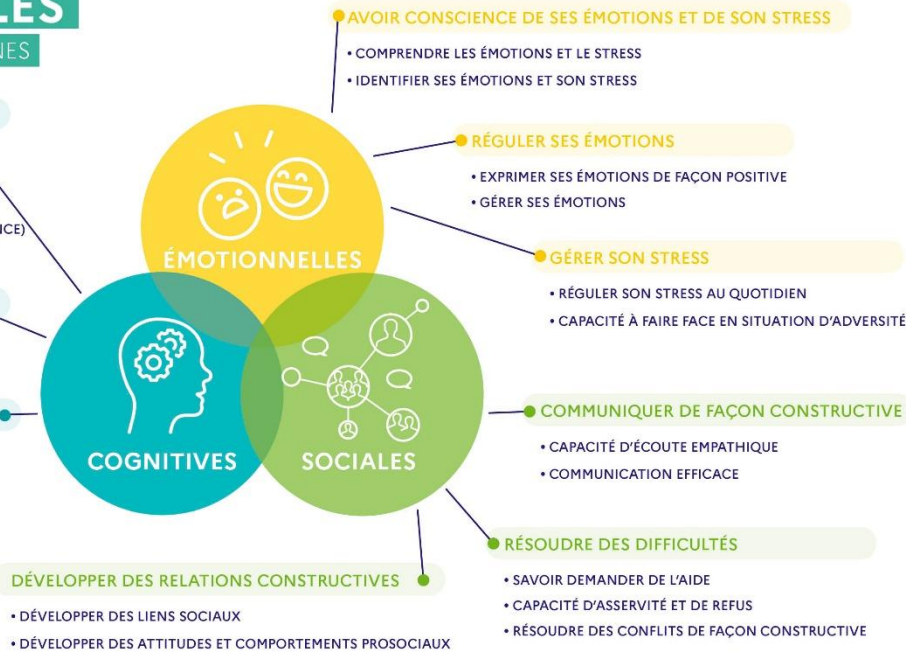 LES
NES
AVOIR CONSCIENCE DE SES ÉMOTIONS ET DE SON STRESS
• COMPRENDRE LES ÉMOTIONS ET LE STRESS
• IDENTIFIER SES ÉMOTIONS ET SON STRESS
RÉGULER SES ÉMOTIONS
• EXPRIMER SES ÉMOTIONS DE FAÇON POSITIVE
• GÉRER SES ÉMOTIONS
NCE)
ÉMOTIONNELLES
GÉRER SON STRESS
• RÉGULER SON STRESS AU QUOTIDIEN
• CAPACITÉ À FAIRE FACE EN SITUATION D'ADVERSITÉ
COGNITIVES
SOCIALES
COMMUNIQUER DE FAÇON CONSTRUCTIVE
• CAPACITÉ D'ÉCOUTE EMPATHIQUE
• COMMUNICATION EFFICACE
RÉSOUDRE DES DIFFICULTÉS
• SAVOIR DEMANDER DE L'AIDE
• CAPACITÉ D'ASSERVITÉ ET DE REFUS
• RÉSOUDRE DES CONFLITS DE FAÇON CONSTRUCTIVE
DÉVELOPPER DES RELATIONS CONSTRUCTIVES
• DÉVELOPPER DES LIENS SOCIAUX
• DÉVELOPPER DES ATTITUDES ET COMPORTEMENTS PROSOCIAUX